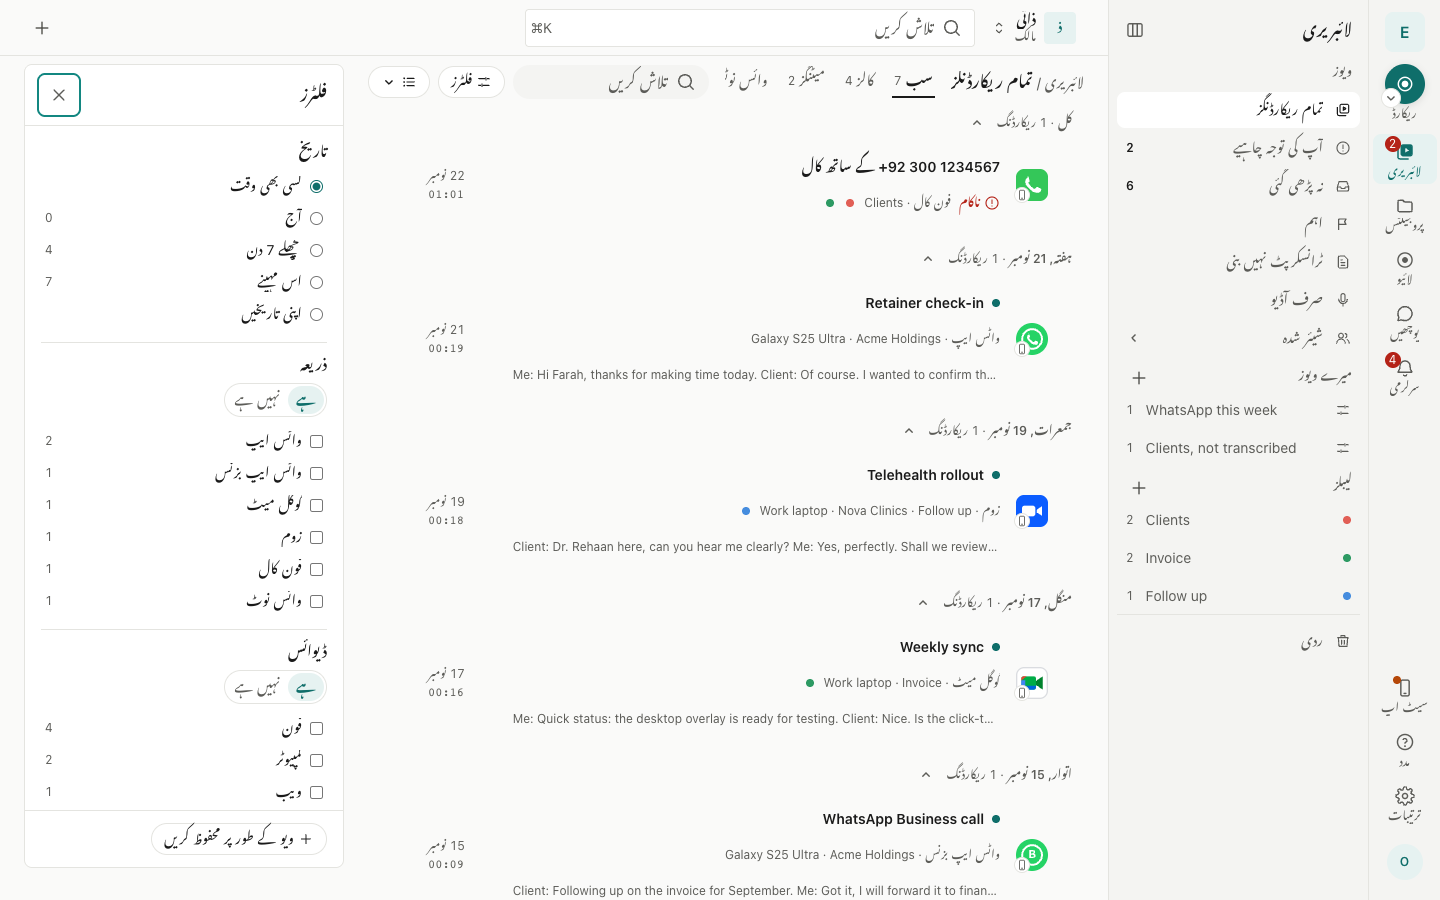 E
ریکارڈ
2
لائبریری
پروجیکٹس
لائیو
پوچھیں
4
سرگرمی
سیٹ اپ
مدد
ترتیبات
O
لائبریری
ویوز
تمام ریکارڈنگز
آپ کی توجہ چاہیے 2
نہ پڑھی گئی 6
اہم
ٹرانسکرپٹ نہیں بنی
صرف آڈیو
شیئر شدہ
میرے ویوز
WhatsApp this week 1
Clients, not transcribed 1
لیبلز
Clients 2
Invoice 2
Follow up 1
ردی
ذ
ذاتی
مالک
تلاش کریں ⌘K
لائبریری / تمام ریکارڈنگز
سب 7
کالز 4
میٹنگز 2
وائس نوٹ
تلاش کریں
فلٹرز
کل · 1 ریکارڈنگ
+92 300 1234567 کے ساتھ کال
22 نومبر
ناکام فون کال · Clients
01:01
ہفتہ, 21 نومبر · 1 ریکارڈنگ
Retainer check-in
21 نومبر
واٹس ایپ · Galaxy S25 Ultra · Acme Holdings
00:19
Me: Hi Farah, thanks for making time today. Client: Of course. I wanted to confirm th…
جمعرات, 19 نومبر · 1 ریکارڈنگ
Telehealth rollout
19 نومبر
زوم · Work laptop · Nova Clinics · Follow up
00:18
Client: Dr. Rehaan here, can you hear me clearly? Me: Yes, perfectly. Shall we review…
منگل, 17 نومبر · 1 ریکارڈنگ
Weekly sync
17 نومبر
گوگل میٹ · Work laptop · Invoice
00:16
Me: Quick status: the desktop overlay is ready for testing. Client: Nice. Is the click-t…
اتوار, 15 نومبر · 1 ریکارڈنگ
WhatsApp Business call
15 نومبر
واٹس ایپ بزنس · Galaxy S25 Ultra · Acme Holdings
00:09
Client: Following up on the invoice for September. Me: Got it, I will forward it to finan…
فلٹرز
تاریخ
کسی بھی وقت
آج 0
پچھلے 7 دن 4
اس مہینے 7
اپنی تاریخیں
ذریعہ
ہے نہیں ہے
واٹس ایپ 2
واٹس ایپ بزنس 1
گوگل میٹ 1
زوم 1
فون کال 1
وائس نوٹ 1
ڈیوائس
ہے نہیں ہے
فون 4
کمپیوٹر 2
ویب 1
ویو کے طور پر محفوظ کریں